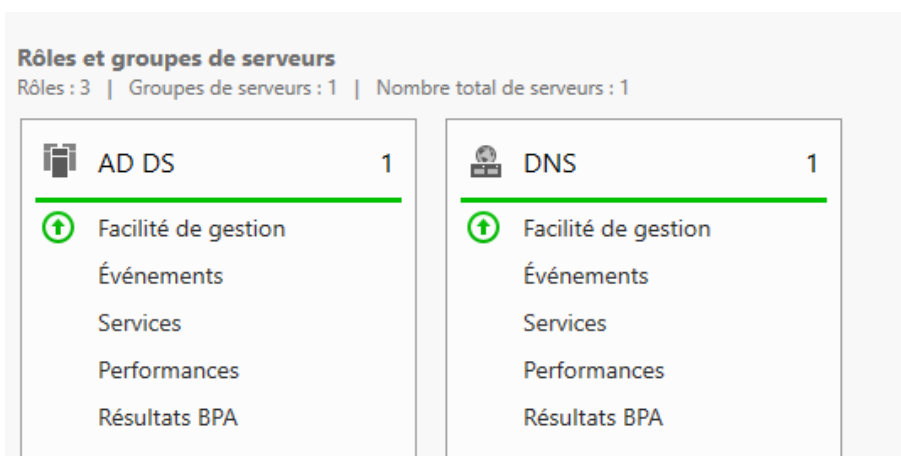 Rôles et groupes de serveurs
Rôles : 3 | Groupes de serveurs : 1 | Nombre total de serveurs : 1
AD DS 1
Facilité de gestion
Événements
Services
Performances
Résultats BPA
DNS 1
Facilité de gestion
Événements
Services
Performances
Résultats BPA